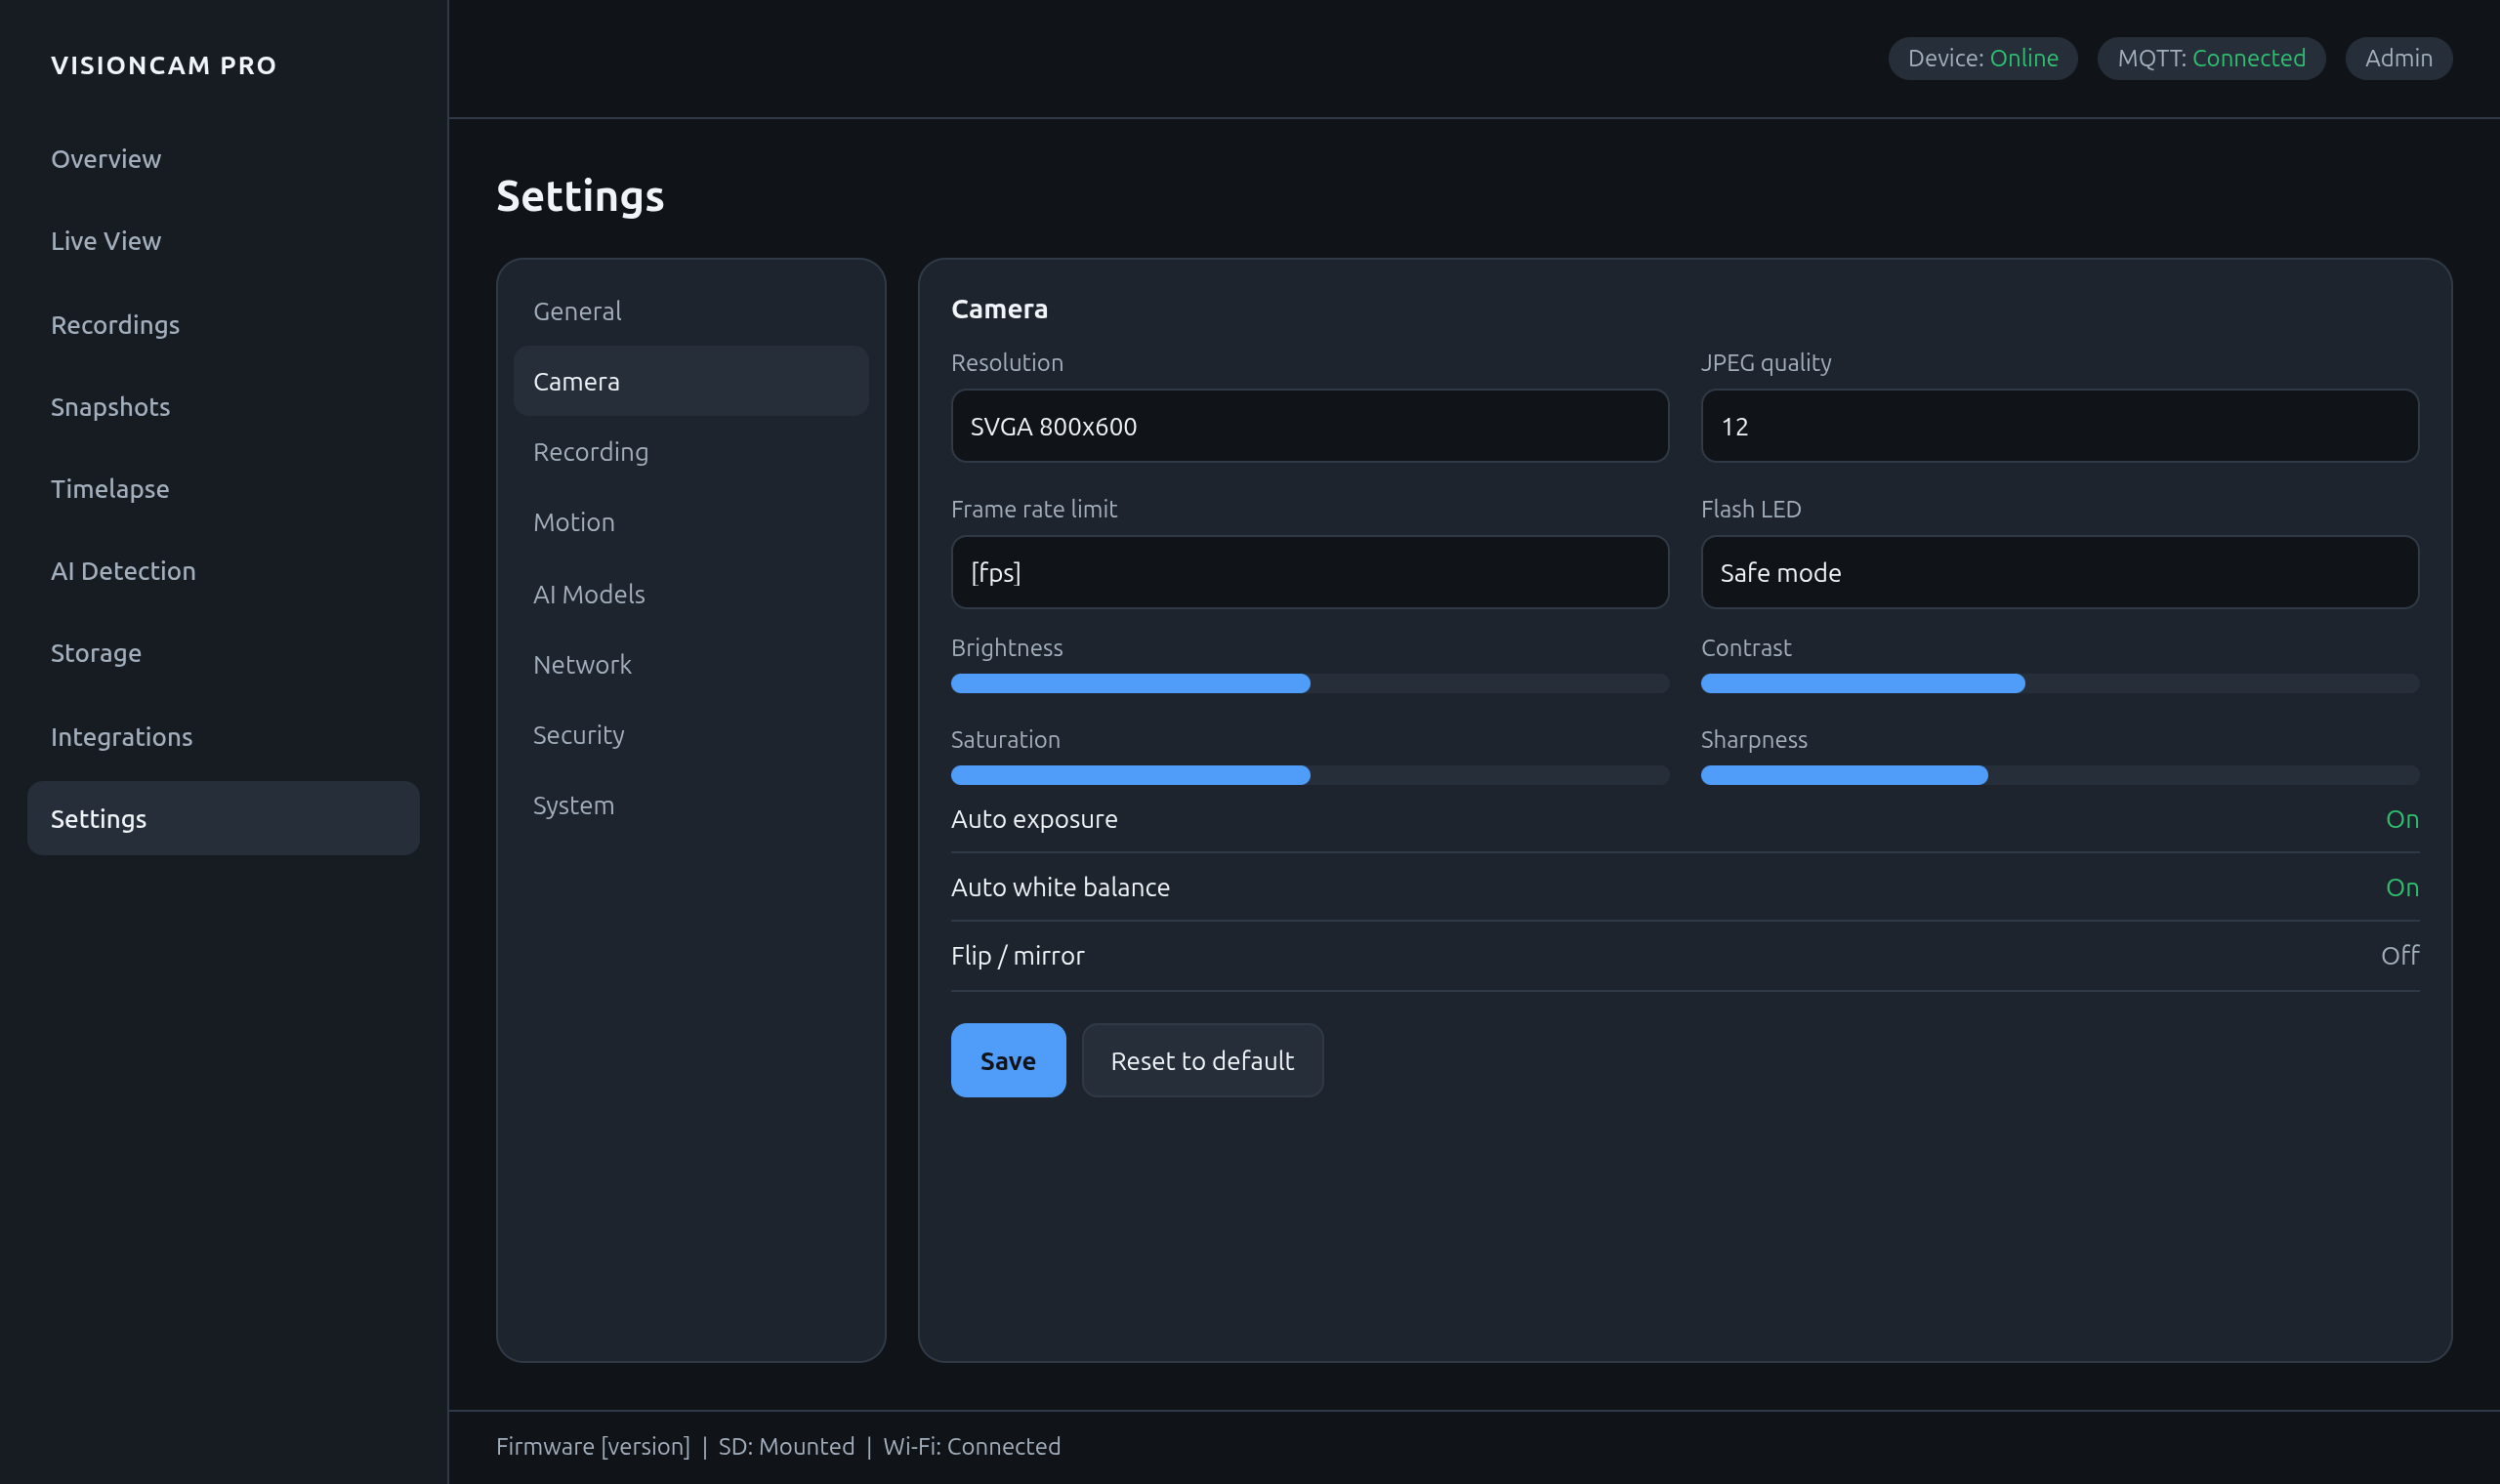 VISIONCAM PRO
Device: Online
MQTT: Connected
Admin
Overview
Live View
Recordings
Snapshots
Timelapse
AI Detection
Storage
Integrations
Settings
Settings
General
Camera
Recording
Motion
AI Models
Network
Security
System
Camera
Resolution
SVGA 800x600
JPEG quality
12
Frame rate limit
[fps]
Flash LED
Safe mode
Brightness
Contrast
Saturation
Sharpness
Auto exposure On
Auto white balance On
Flip / mirror Off
Save
Reset to default
Firmware [version] | SD: Mounted | Wi-Fi: Connected